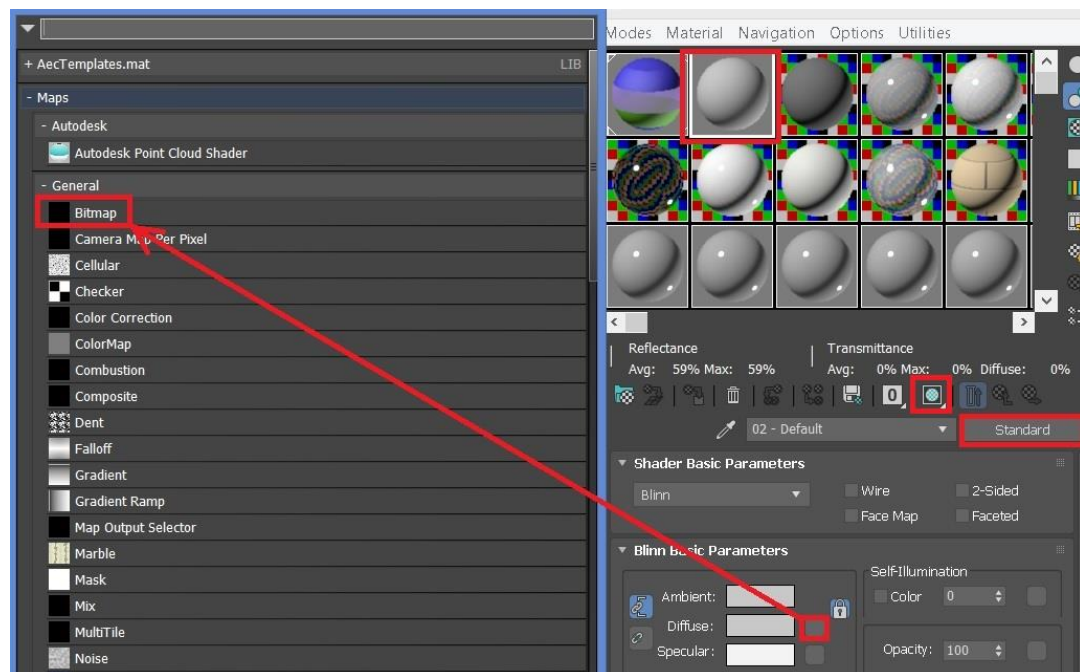 + AecTemplates.mat LIB
- Maps
- Autodesk
Autodesk Point Cloud Shader
- General
Bitmap
Camera Map Per Pixel
Cellular
Checker
Color Correction
ColorMap
Combustion
Composite
Dent
Falloff
Gradient
Gradient Ramp
Map Output Selector
Marble
Mask
Mix
MultiTile
Noise
Modes Material Navigation Options Utilities
Reflectance
Avg: 59% Max: 59%
Transmittance
Avg: 0% Max: 0% Diffuse: 0%
0
02 - Default
Standard
Shader Basic Parameters
Blinn
Wire
2-Sided
Face Map
Faceted
Blinn Basic Parameters
Self-Illumination
Ambient:
Color 0
Diffuse:
Specular:
Opacity: 100